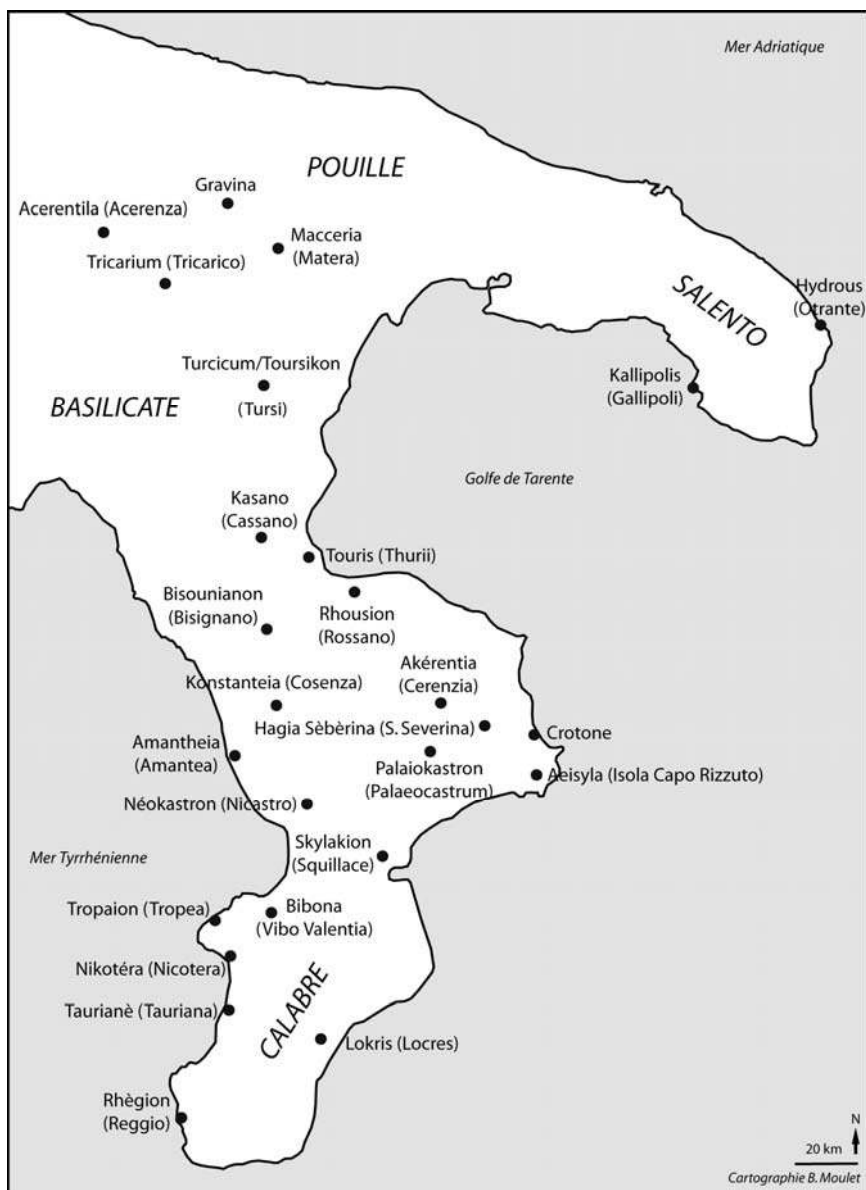 Mer Adriatique
POUILLE
Gravina
Acerentila (Acerenza)
Macceria
(Matera)
Tricarium (Tricarico)
SALENTO
Hydrous
(Otrante)
Turcicum/Toursikon
(Tursi)
Kallipolis
(Gallipoli)
BASILICATE
Golfe de Tarente
Kasano
(Cassano)
Touris (Thurii)
Bisounianon
(Bisignano)
Rhousion
(Rossano)
Akérentia
(Cerenzia)
Konstanteia (Cosenza)
Hagia Sèbèrina (S. Severina)
Crotone
Amantheia
(Amantea)
Palaiokastron
(Palaeocastrum)
Aeisyla (Isola Capo Rizzuto)
Néokastron (Nicastro)
Skylakion
(Squillace)
Mer Tyrrhénienne
Tropaion (Tropea)
Bibona
(Vibo Valentia)
Nikotéra (Nicotera)
Taurianè (Tauriana)
CALABRE
Lokris (Locres)
Rhègion
(Reggio)
N
20 km
Cartographie B. Moulet